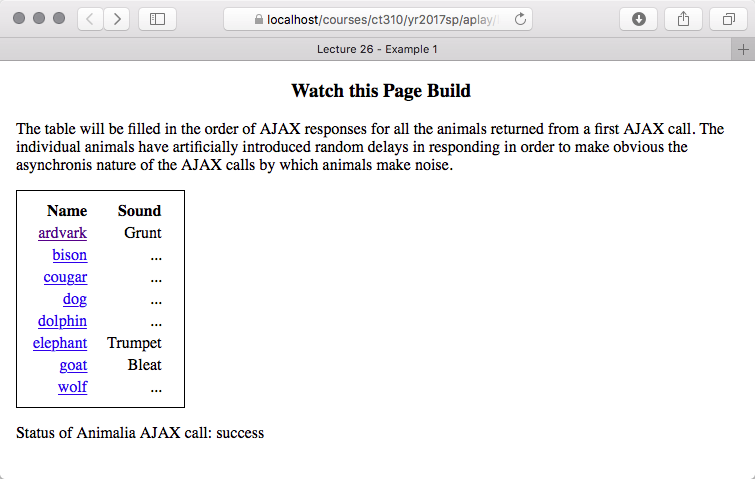 localhost/courses/ct310/yr2017sp/aplay/
Lecture 26 - Example 1
Watch this Page Build
The table will be filled in the order of AJAX responses for all the animals returned from a first AJAX call. The
individual animals have artificially introduced random delays in responding in order to make obvious the
asynchronis nature of the AJAX calls by which animals make noise.
Name Sound
ardvark Grunt
bison ...
cougar ...
dog ...
dolphin ...
elephant Trumpet
goat Bleat
wolf ...
Status of Animalia AJAX call: success